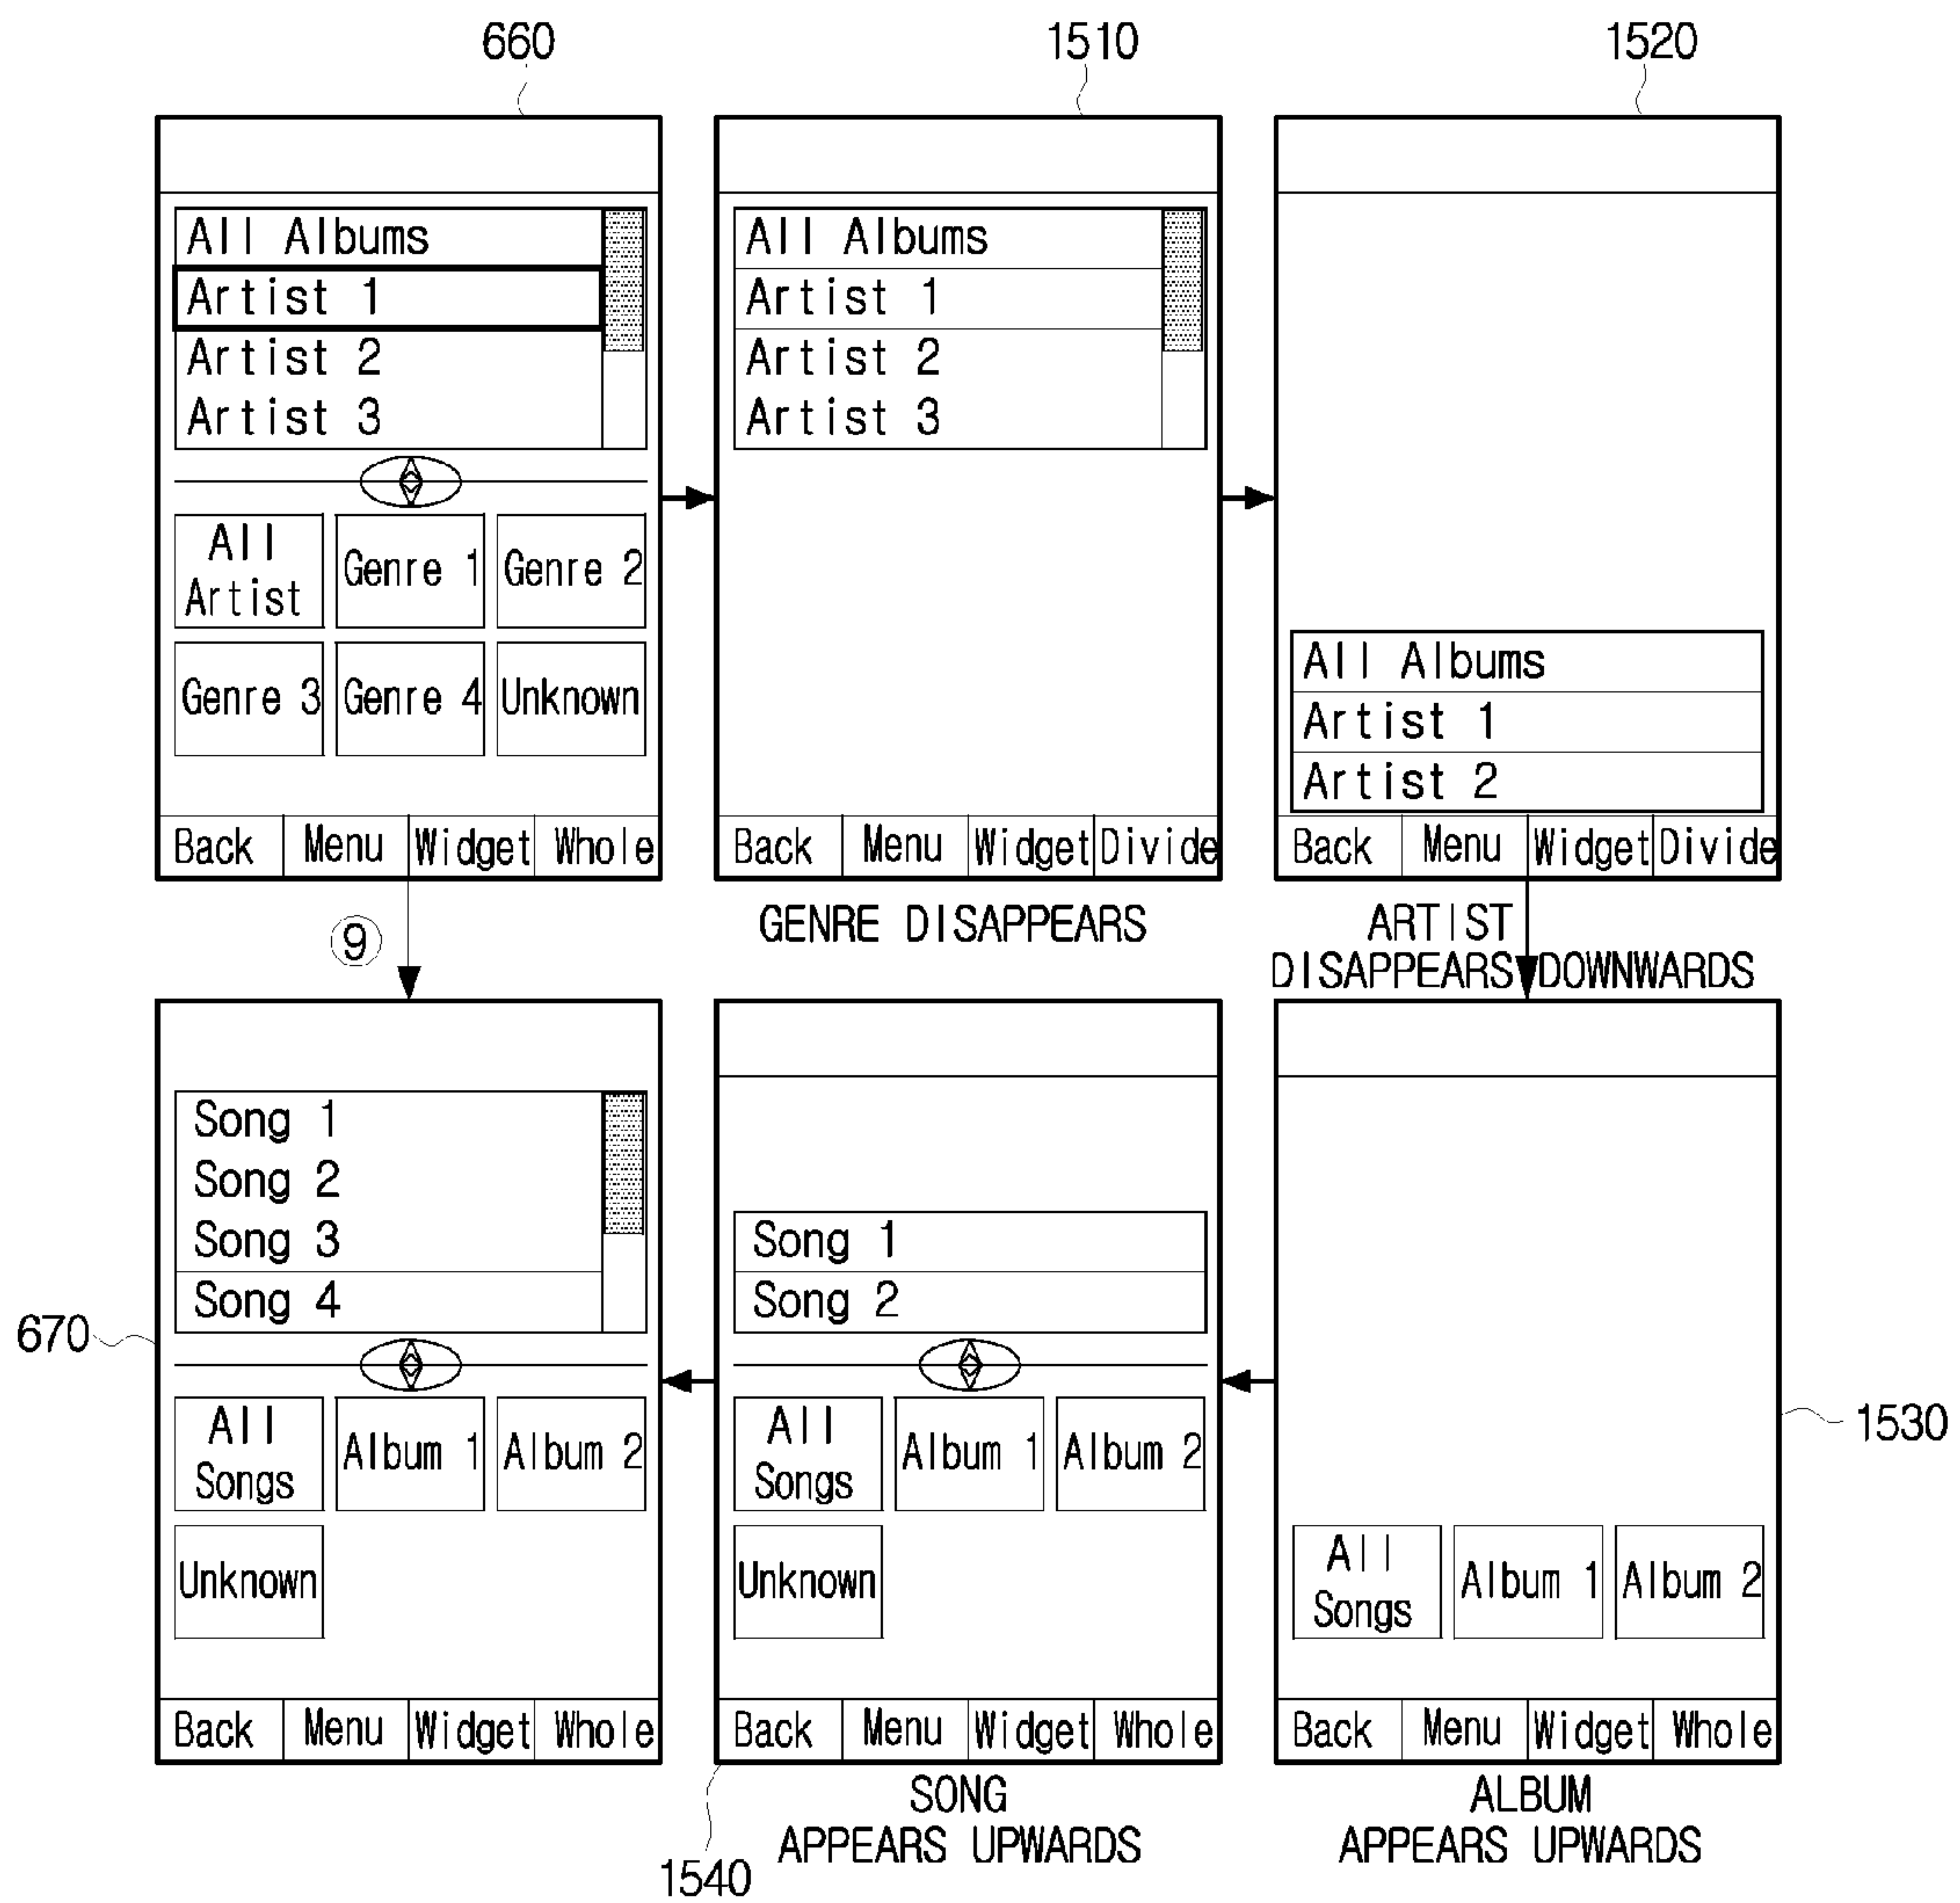 660
1510
1520
All Albums
Artist 1
Artist 2
Artist 3
All
Artist
Genre 1
Genre 2
Genre 3
Genre 4
Unknown
Back
Menu
Widget
Whole
All Albums
Artist 1
Artist 2
Artist 3
Back
Menu
Widget
Divide
GENRE DISAPPEARS
All Albums
Artist 1
Artist 2
Back
Menu
Widget
Divide
ARTIST
DISAPPEARS DOWNWARDS
9
670
Song 1
Song 2
Song 3
Song 4
All
Songs
Album 1
Album 2
Unknown
Back
Menu
Widget
Whole
Song 1
Song 2
All
Songs
Album 1
Album 2
Unknown
Back
Menu
Widget
Whole
1540
SONG
APPEARS UPWARDS
1530
All
Songs
Album 1
Album 2
Back
Menu
Widget
Whole
ALBUM
APPEARS UPWARDS